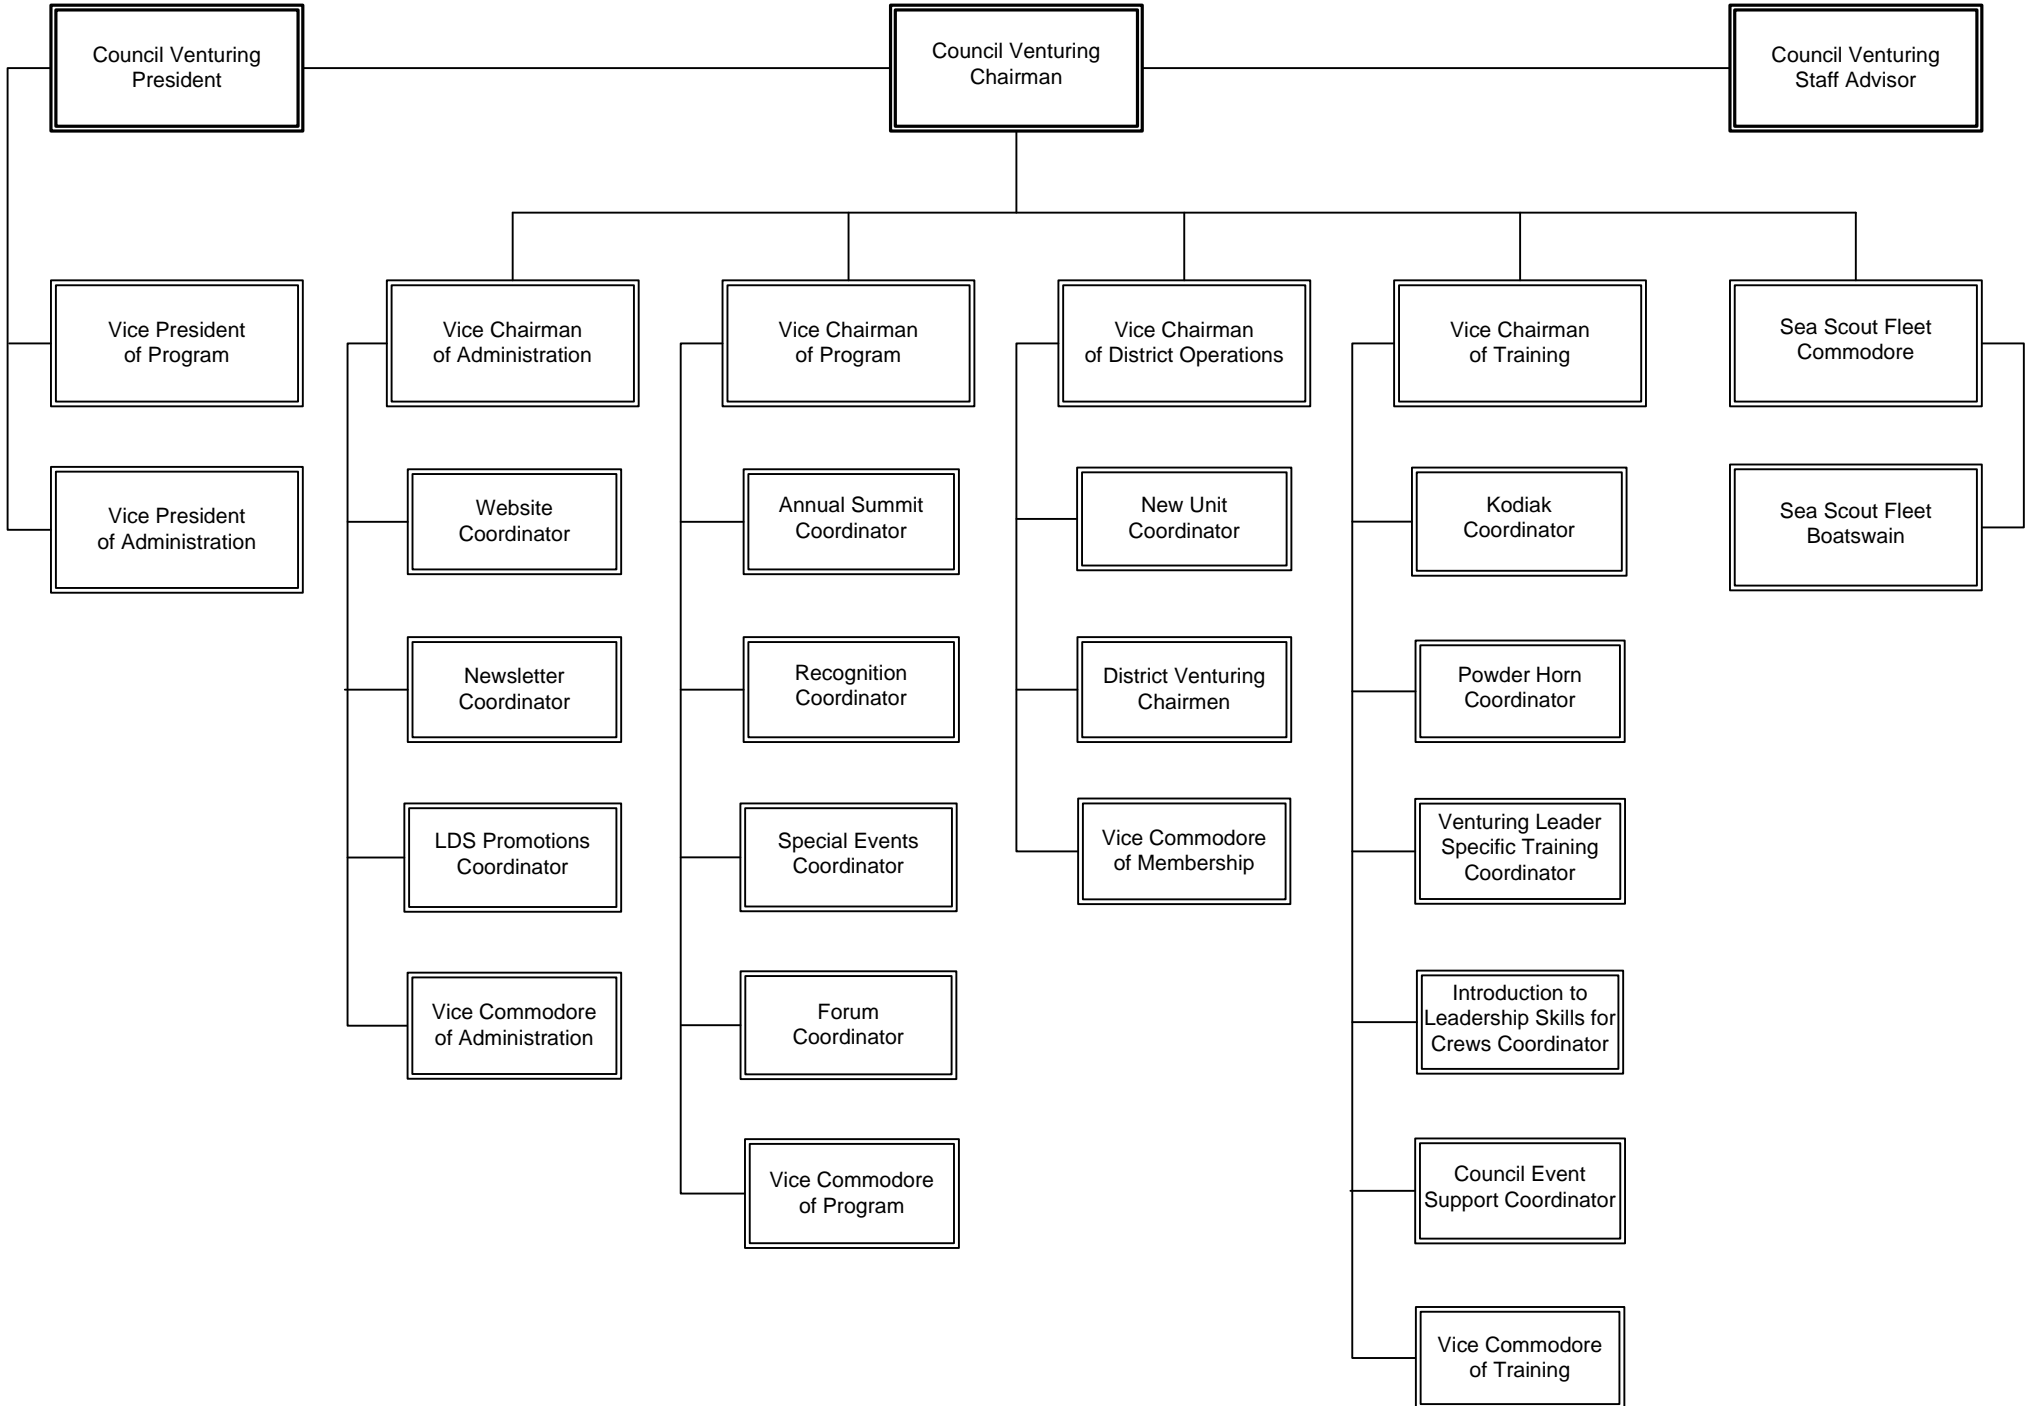 Council Venturing
President
Council Venturing
Chairman
Council Venturing
Staff Advisor
Vice President
of Program
Vice Chairman
of Administration
Vice Chairman
of Program
Vice Chairman
of District Operations
Vice Chairman
of Training
Sea Scout Fleet
Commodore
Vice President
of Administration
Website
Coordinator
Annual Summit
Coordinator
New Unit
Coordinator
Kodiak
Coordinator
Sea Scout Fleet
Boatswain
Newsletter
Coordinator
Recognition
Coordinator
District Venturing
Chairmen
Powder Horn
Coordinator
LDS Promotions
Coordinator
Special Events
Coordinator
Vice Commodore
of Membership
Venturing Leader
Specific Training
Coordinator
Vice Commodore
of Administration
Forum
Coordinator
Introduction to
Leadership Skills for
Crews Coordinator
Vice Commodore
of Program
Council Event
Support Coordinator
Vice Commodore
of Training